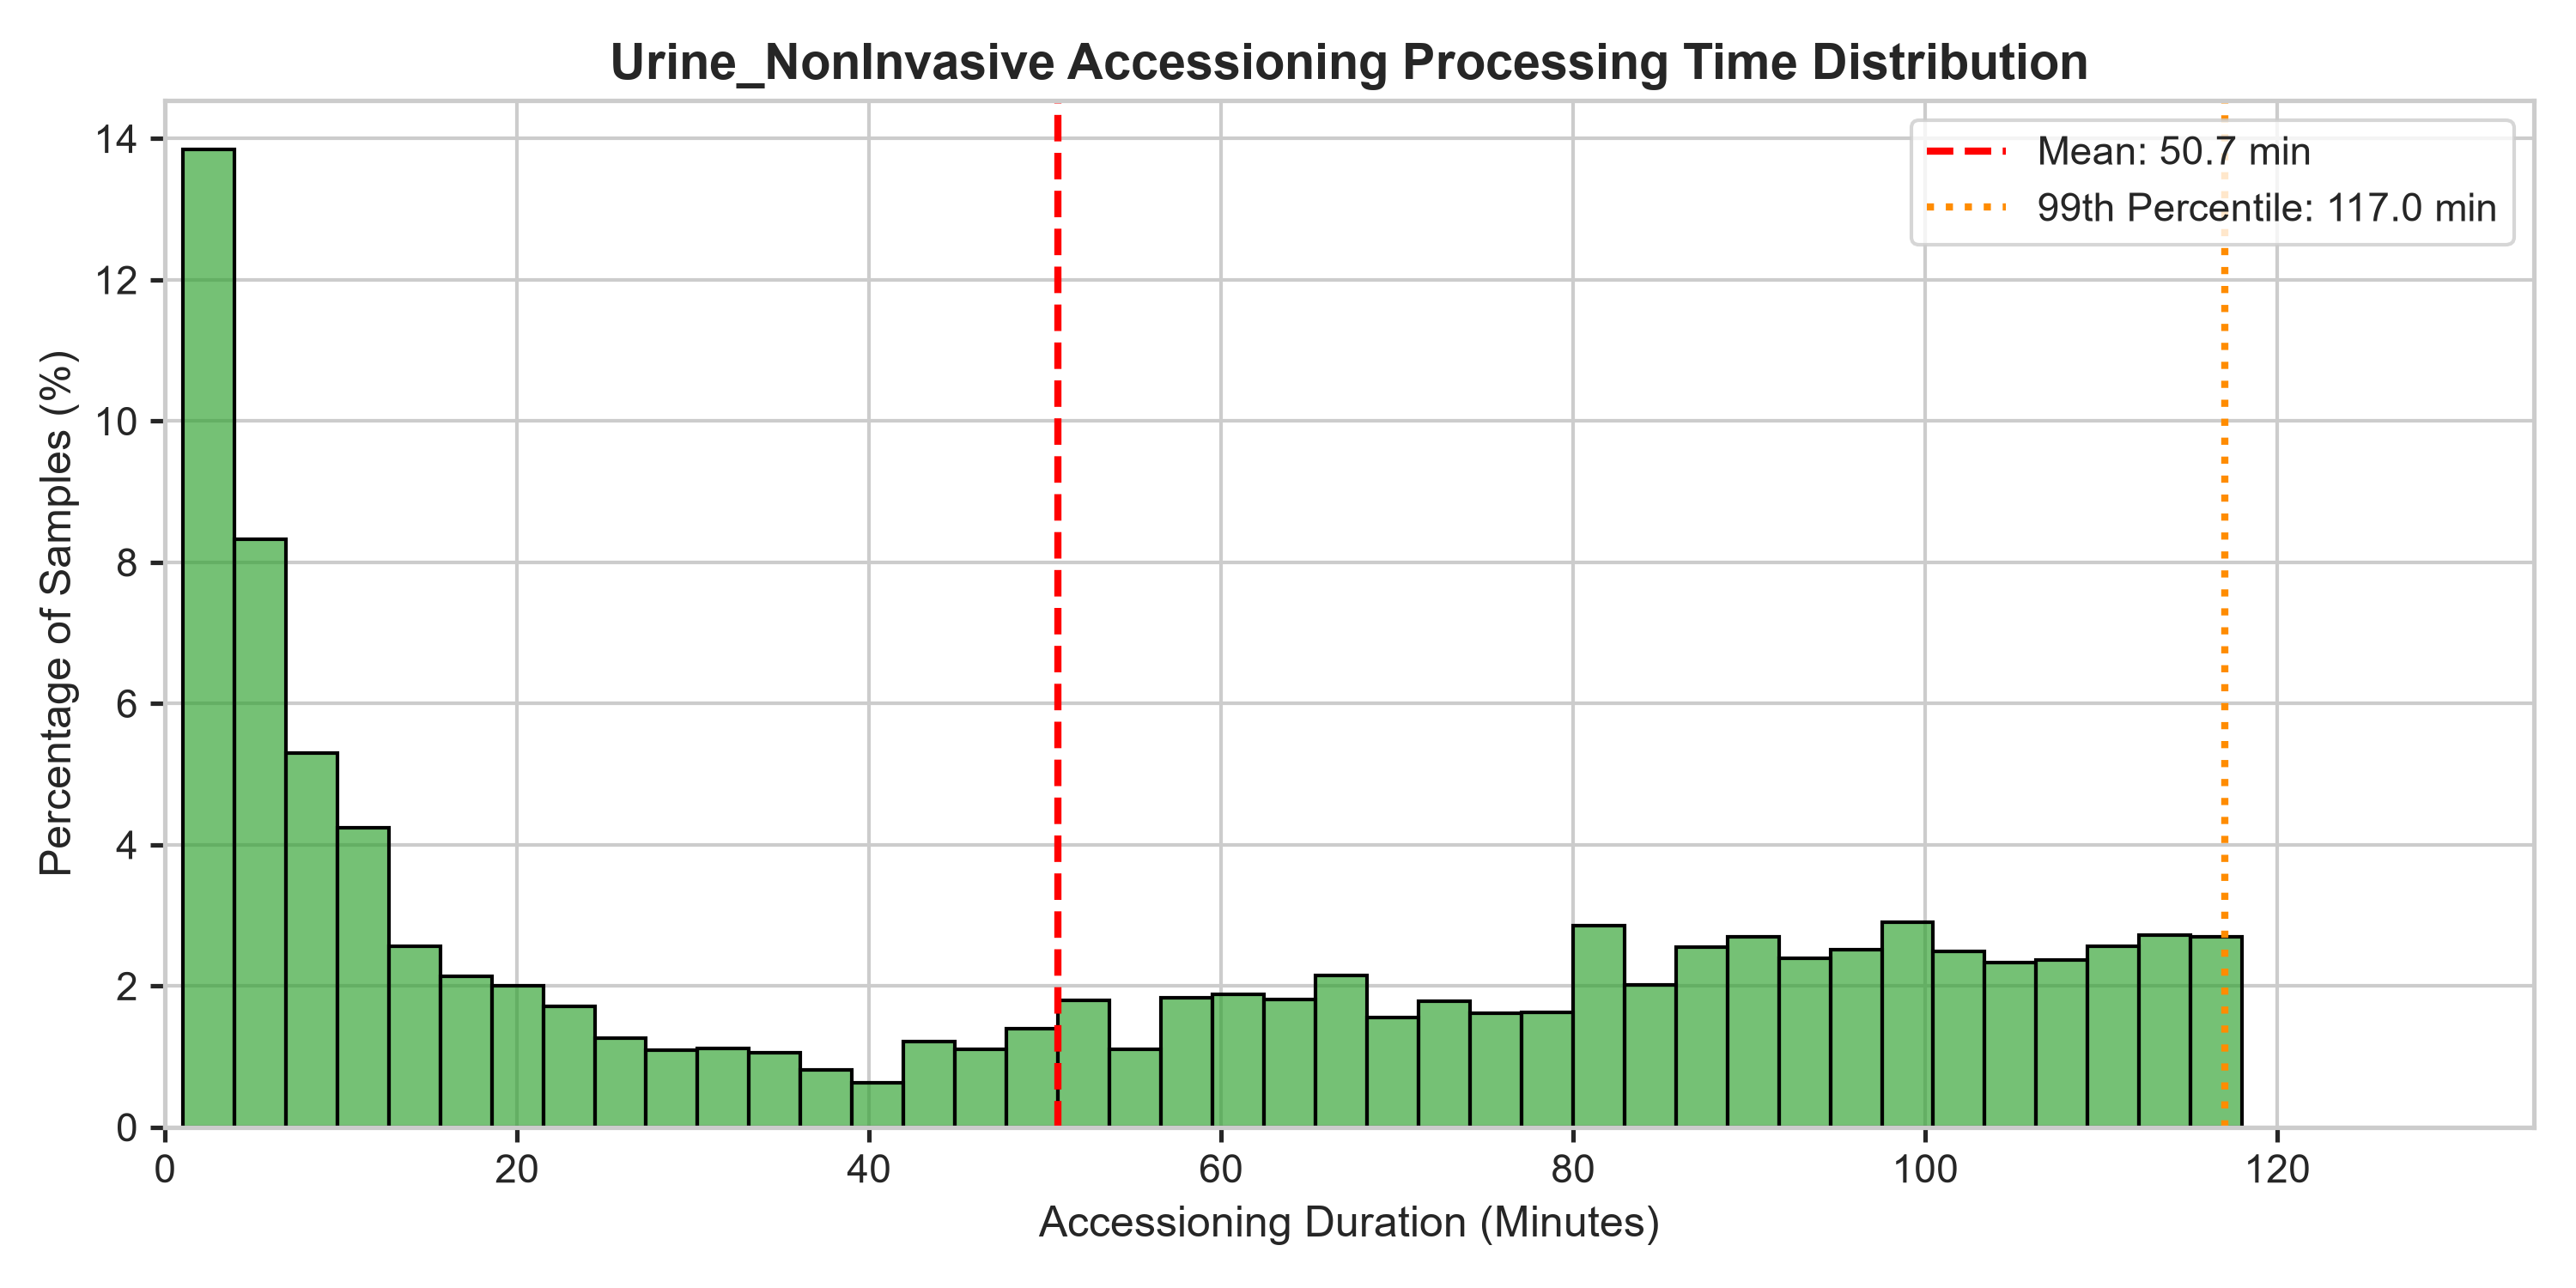 Urine_NonInvasive Accessioning Processing Time Distribution
Mean: 50.7 min
99th Percentile: 117.0 min
Percentage of Samples (%)
14
12
10
8
6
4
2
0
0 20 40 60 80 100 120
Accessioning Duration (Minutes)